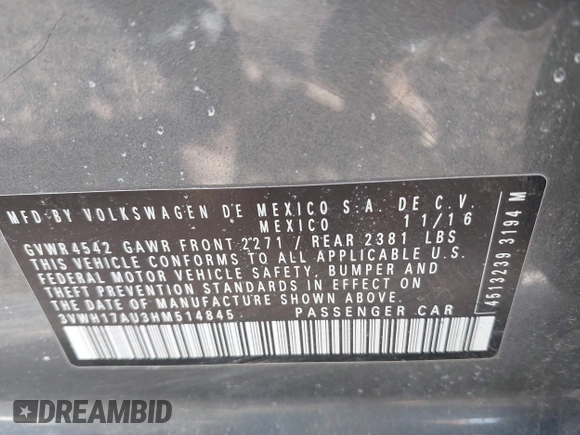 MFD BY VOLKSWAGEN DE MEXICO S.A. DE C.V.
MEXICO 11/16
GVWR4542 GAWR FRONT 2271 / REAR 2381 LBS
THIS VEHICLE CONFORMS TO ALL APPLICABLE U.S.
FEDERAL MOTOR VEHICLE SAFETY, BUMPER AND
THEFT PREVENTION STANDARDS IN EFFECT ON
THE DATE OF MANUFACTURE SHOWN ABOVE.
3VWH17AU3HM514845 PASSENGER CAR
4513239 3194 M
DREAMBID